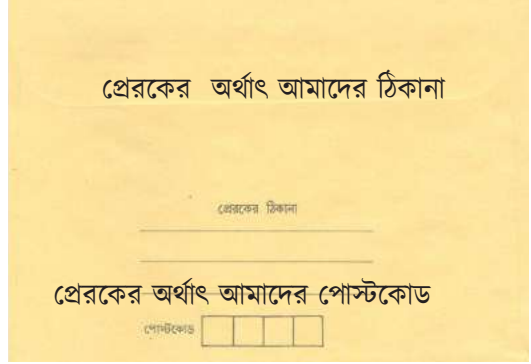 প্রেরকের অর্থাৎ আমাদের ঠিকানা
প্রেরকের ঠিকানা
প্রেরকের অর্থাৎ আমাদের পোস্টকোড
পোস্টকোড